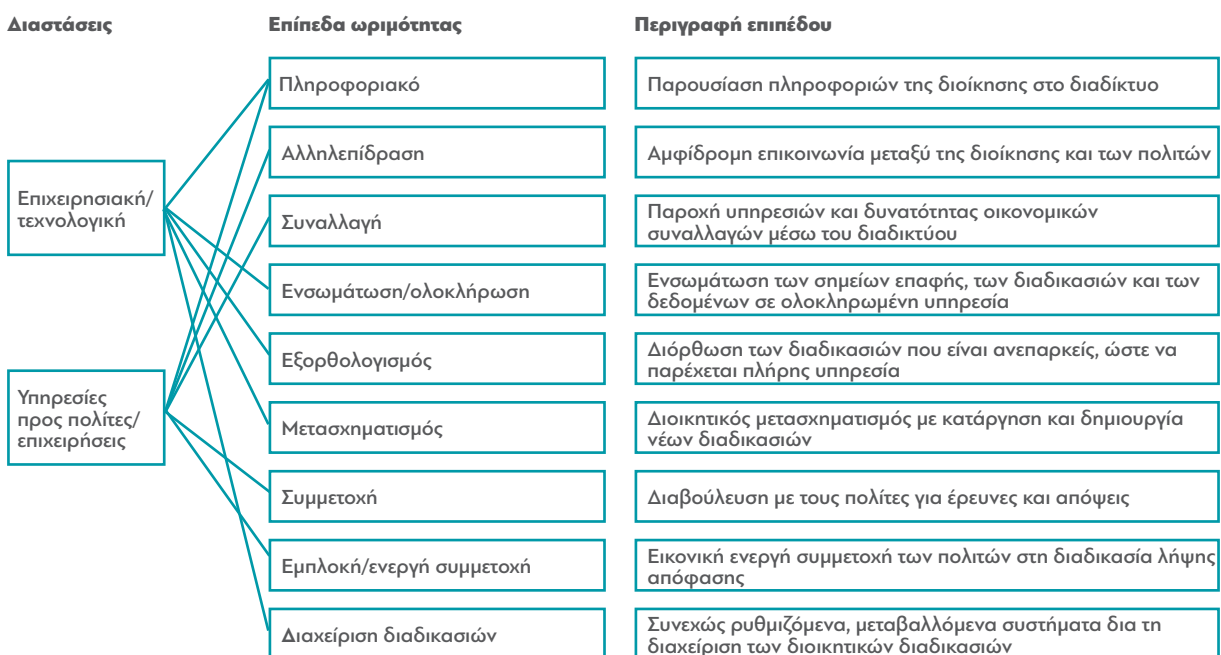 Διαστάσεις
Επίπεδα ωριμότητας
Περιγραφή επιπέδου
Επιχειρησιακή/
τεχνολογική
Υπηρεσίες
προς πολίτες/
επιχειρήσεις
Πληροφοριακό
Παρουσίαση πληροφοριών της διοίκησης στο διαδίκτυο
Αλληλεπίδραση
Αμφίδρομη επικοινωνία μεταξύ της διοίκησης και των πολιτών
Συναλλαγή
Παροχή υπηρεσιών και δυνατότητας οικονομικών
συναλλαγών μέσω του διαδικτύου
Ενσωμάτωση/ολοκλήρωση
Ενσωμάτωση των σημείων επαφής, των διαδικασιών και των
δεδομένων σε ολοκληρωμένη υπηρεσία
Εξορθολογισμός
Διόρθωση των διαδικασιών που είναι ανεπαρκείς, ώστε να
παρέχεται πλήρης υπηρεσία
Μετασχηματισμός
Διοικητικός μετασχηματισμός με κατάργηση και δημιουργία
νέων διαδικασιών
Συμμετοχή
Διαβούλευση με τους πολίτες για έρευνες και απόψεις
Εμπλοκή/ενεργή συμμετοχή
Εικονική ενεργή συμμετοχή των πολιτών στη διαδικασία λήψης
απόφασης
Διαχείριση διαδικασιών
Συνεχώς ρυθμιζόμενα, μεταβαλλόμενα συστήματα δια τη
διαχείριση των διοικητικών διαδικασιών